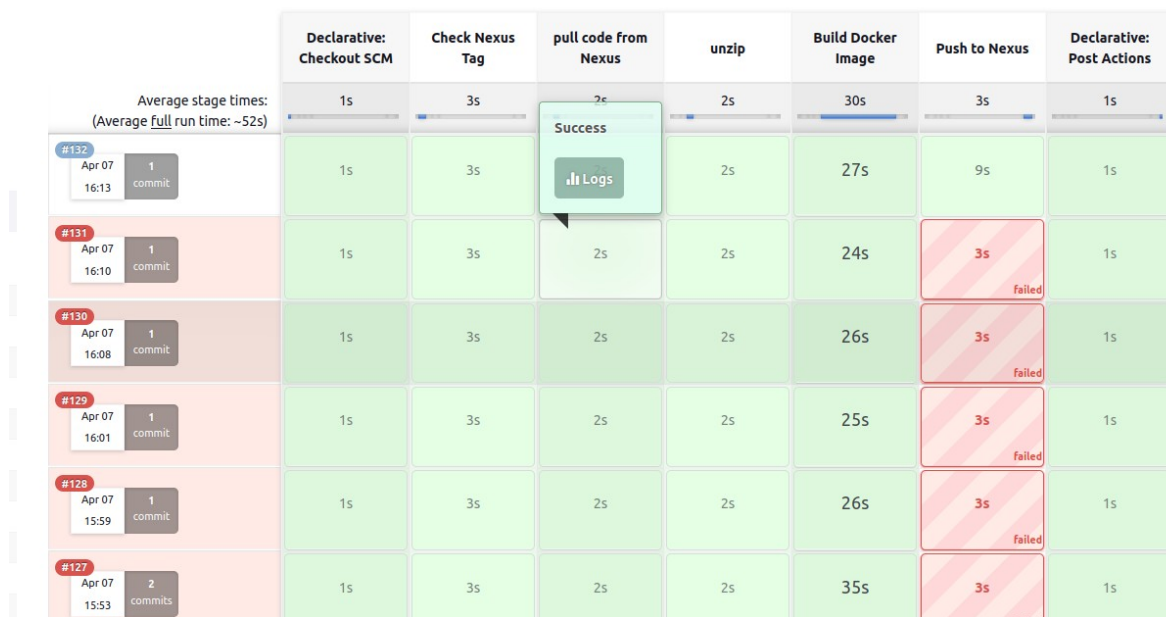 Declarative: Checkout SCM
Check Nexus Tag
pull code from Nexus
unzip
Build Docker Image
Push to Nexus
Declarative: Post Actions
Average stage times:
(Average full run time: ~52s)
1s
3s
2s
2s
30s
3s
1s
Success
Logs
#132
Apr 07
16:13
1
commit
1s
3s
2s
27s
9s
1s
#131
Apr 07
16:10
1
commit
1s
3s
2s
2s
24s
3s
failed
1s
#130
Apr 07
16:08
1
commit
1s
3s
2s
2s
26s
3s
failed
1s
#129
Apr 07
16:01
1
commit
1s
3s
2s
2s
25s
3s
failed
1s
#128
Apr 07
15:59
1
commit
1s
3s
2s
2s
26s
3s
failed
1s
#127
Apr 07
15:53
2
commits
1s
3s
2s
2s
35s
3s
1s